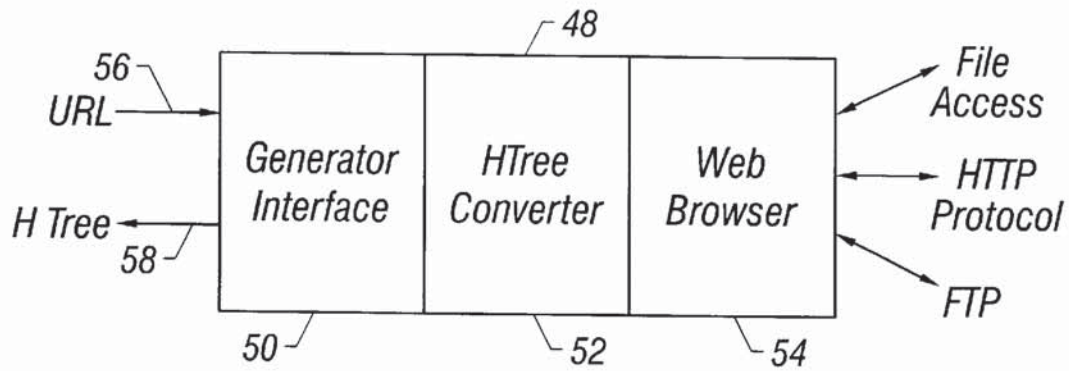 48
56
URL
File
Access
Generator
Interface
HTree
Converter
Web
Browser
HTTP
Protocol
H Tree
58
FTP
50
52
54